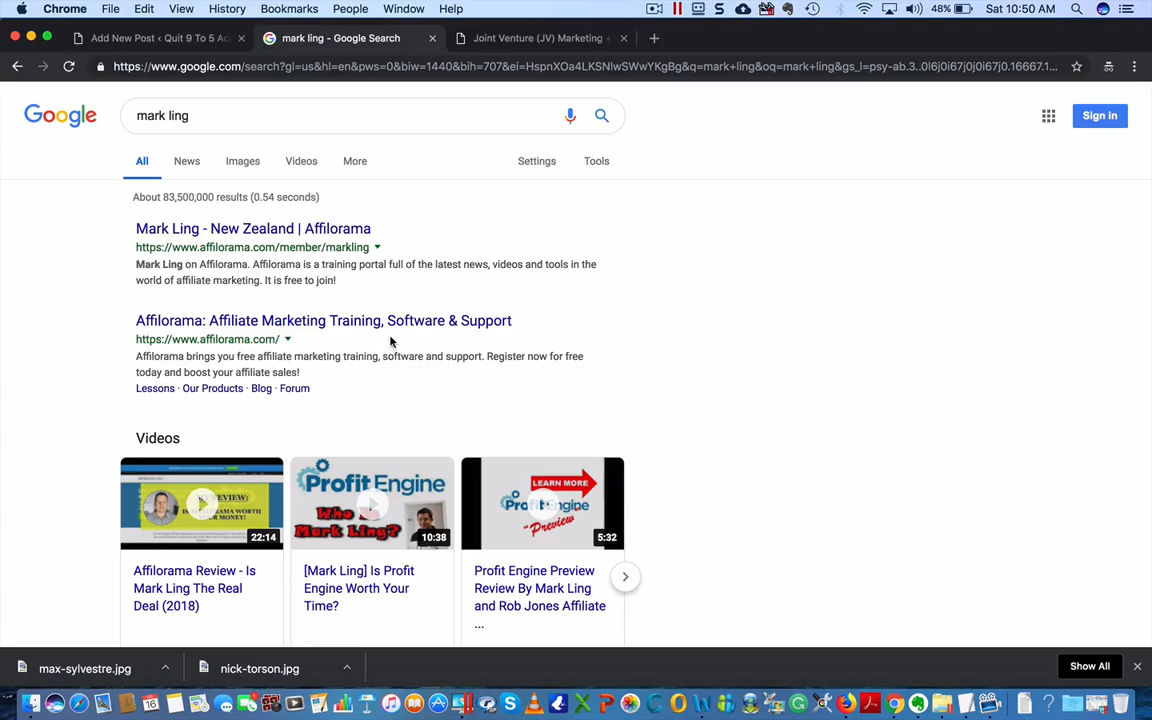 Chrome File Edit View History Bookmarks People Window Help 48% Sat 10:50 AM
Add New Post ‹ Quit 9 To 5 Ac
mark ling - Google Search
Joint Venture (JV) Marketing
https://www.google.com/search?gl=us&hl=en&pws=0&biw=1440&bih=707&ei=HspnXOa4LKSNlwSWwYKgBg&q=mark+ling&oq=mark+ling&gs_l=psy-ab.3..0l6j0i67j0j0i67j0.16667.1...
Google
mark ling
Sign in
All News Images Videos More Settings Tools
About 83,500,000 results (0.54 seconds)
Mark Ling - New Zealand | Affilorama
https://www.affilorama.com/member/markling
Mark Ling on Affilorama. Affilorama is a training portal full of the latest news, videos and tools in the
world of affiliate marketing. It is free to join!
Affilorama: Affiliate Marketing Training, Software & Support
https://www.affilorama.com/
Affilorama brings you free affiliate marketing training, software and support. Register now for free
today and boost your affiliate sales!
Lessons · Our Products · Blog · Forum
Videos
22:14
ProfitEngine
Who is
Mark Ling?
10:38
LEARN MORE
ProfitEngine
"Preview
5:32
Affilorama Review - Is
Mark Ling The Real
Deal (2018)
[Mark Ling] Is Profit
Engine Worth Your
Time?
Profit Engine Preview
Review By Mark Ling
and Rob Jones Affiliate
...
max-sylvestre.jpg
nick-torson.jpg
Show All
16